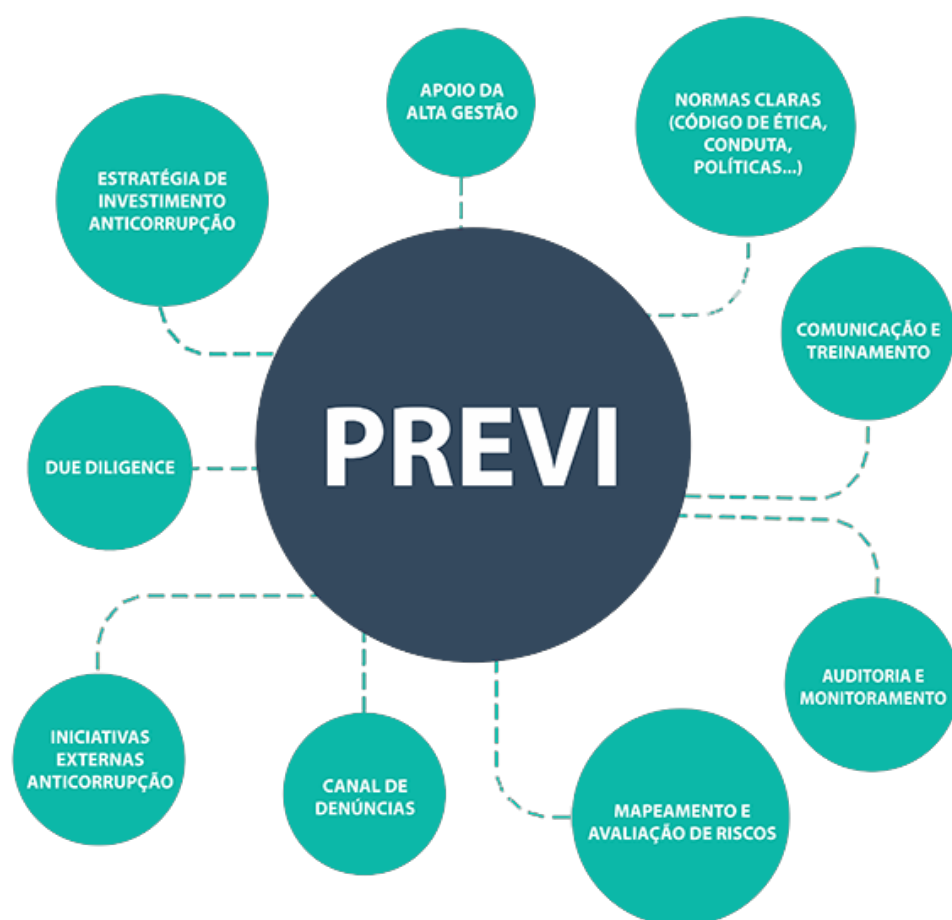 APOIO DA
ALTA GESTÃO
NORMAS CLARAS
(CÓDIGO DE ÉTICA,
CONDUTA,
POLÍTICAS...)
ESTRATÉGIA DE
INVESTIMENTO
ANTICORRUPÇÃO
COMUNICAÇÃO E
TREINAMENTO
PREVI
DUE DILIGENCE
AUDITORIA E
MONITORAMENTO
INICIATIVAS
EXTERNAS
ANTICORRUPÇÃO
CANAL DE
DENÚNCIAS
MAPEAMENTO E
AVALIAÇÃO DE RISCOS